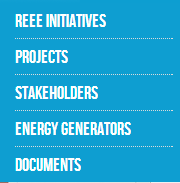 REEE INITIATIVES
PROJECTS
STAKEHOLDERS
ENERGY GENERATORS
DOCUMENTS